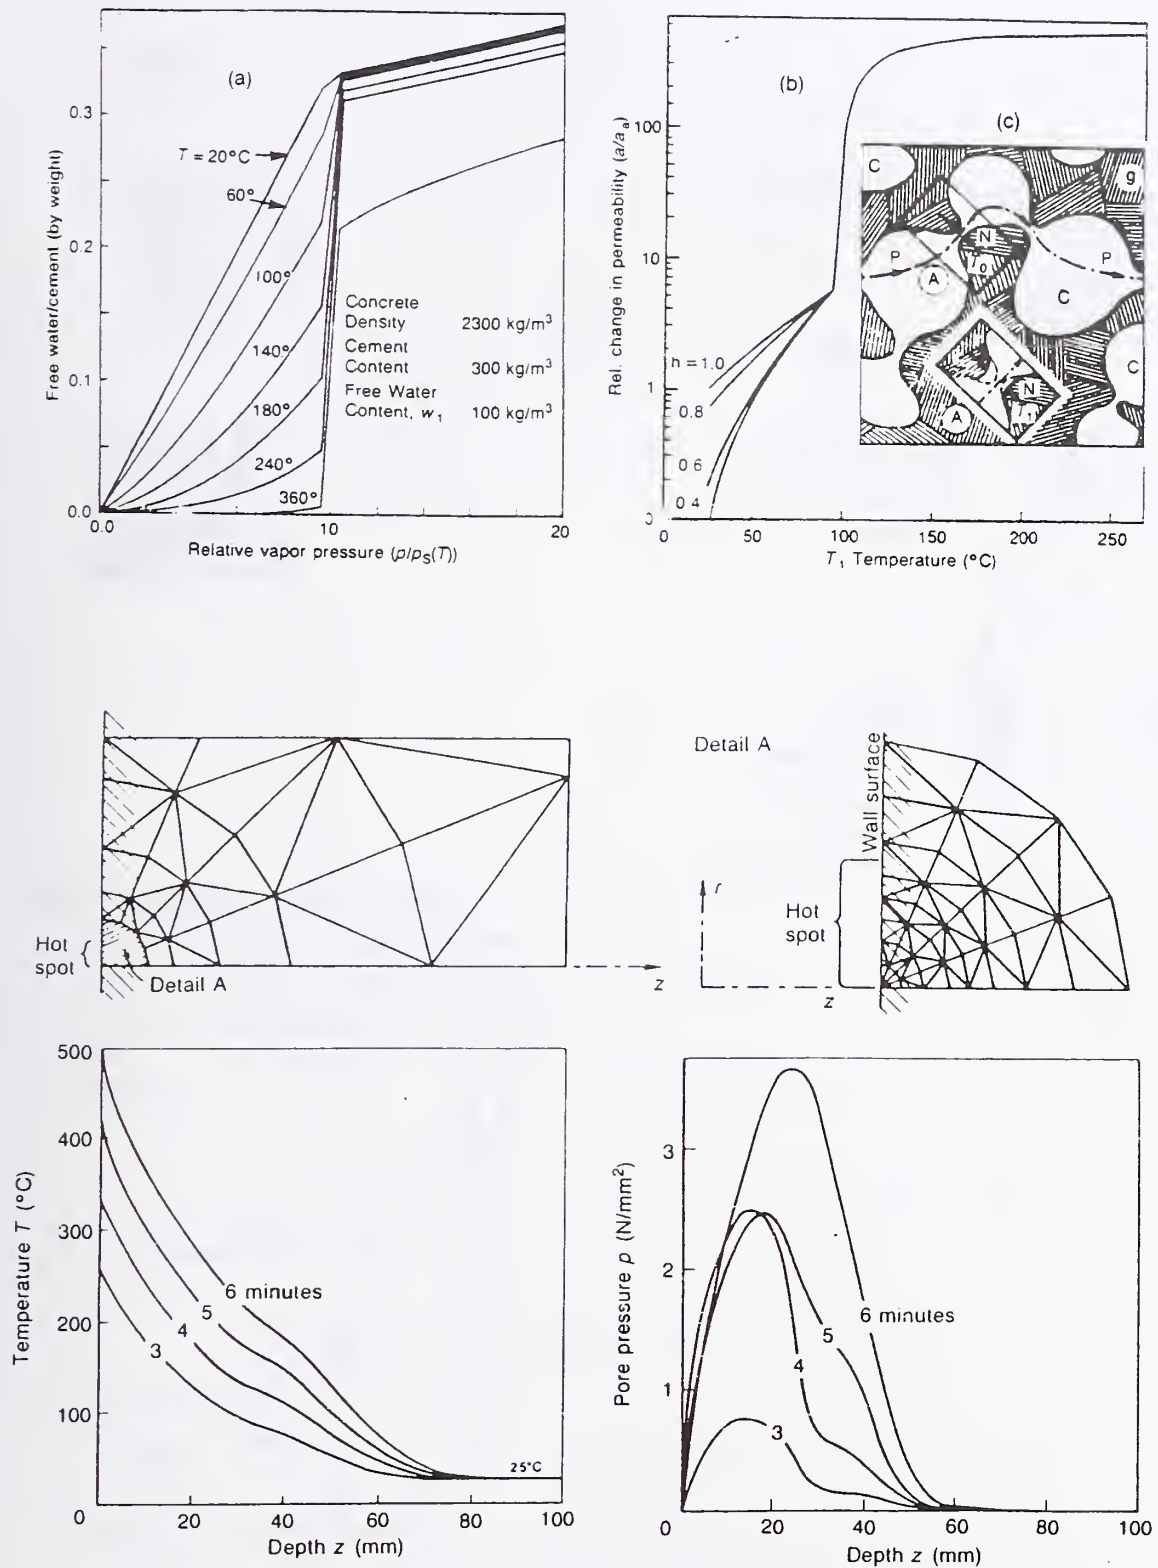 (a)
0.3
0.2
0.1
0.0
Free water/cement (by weight)
T = 20°C
60°
100°
140°
180°
240°
360°
Concrete
Density 2300 kg/m³
Cement
Content 300 kg/m³
Free Water
Content, w₁ 100 kg/m³
0.0
10
20
Relative vapor pressure (p/pₛ(T))
(b)
(c)
Rel. change in permeability (a/aₐ)
100
10
1
0
h = 1.0
0.8
0 6
0 4
C
g
N
P
T₀
P
A
C
C
N
A
T₁
0
50
100
150
200
250
T₁ Temperature (°C)
Hot
spot
Detail A
z
Detail A
Wall surface
r
Hot
spot
z
500
400
300
200
100
0
Temperature T (°C)
6 minutes
5
4
3
25°C
0
20
40
60
80
100
Depth z (mm)
3
2
1
Pore pressure p (N/mm²)
6 minutes
5
4
3
0
20
40
60
80
100
Depth z (mm)